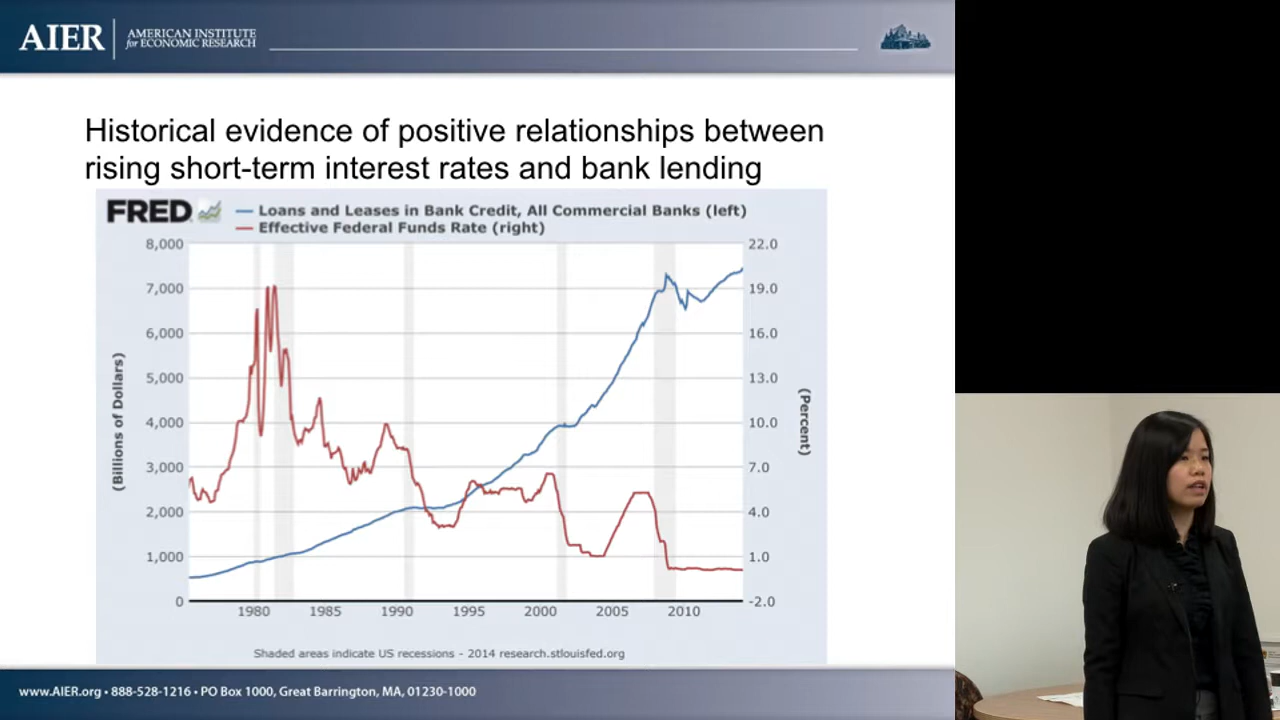 AIER
AMERICAN INSTITUTE
for ECONOMIC RESEARCH
Historical evidence of positive relationships between
rising short-term interest rates and bank lending
FRED
Loans and Leases in Bank Credit, All Commercial Banks (left)
Effective Federal Funds Rate (right)
8,000
7,000
6,000
5,000
4,000
3,000
2,000
1,000
0
(Billions of Dollars)
22.0
19.0
16.0
13.0
10.0
7.0
4.0
1.0
-2.0
(Percent)
1980 1985 1990 1995 2000 2005 2010
Shaded areas indicate US recessions - 2014 research.stlouisfed.org
www.AIER.org • 888-528-1216 • PO Box 1000, Great Barrington, MA, 01230-1000